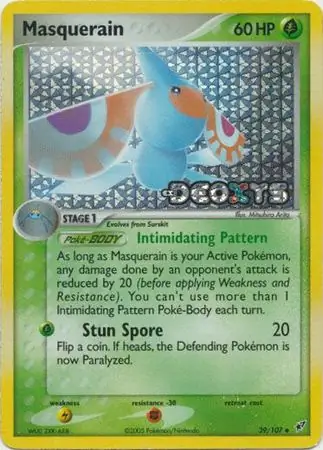 Masquerain 60 HP
DEOXYS
Illus. Mitsuhiro Arita
STAGE 1 Evolves from Surskit
Poké-BODY Intimidating Pattern
As long as Masquerain is your Active Pokémon,
any damage done by an opponent's attack is
reduced by 20 (before applying Weakness and
Resistance). You can't use more than 1
Intimidating Pattern Poké-Body each turn.
Stun Spore 20
Flip a coin. If heads, the Defending Pokémon is
now Paralyzed.
weakness resistance -30 retreat cost
©2005 Pokémon/Nintendo 39/107